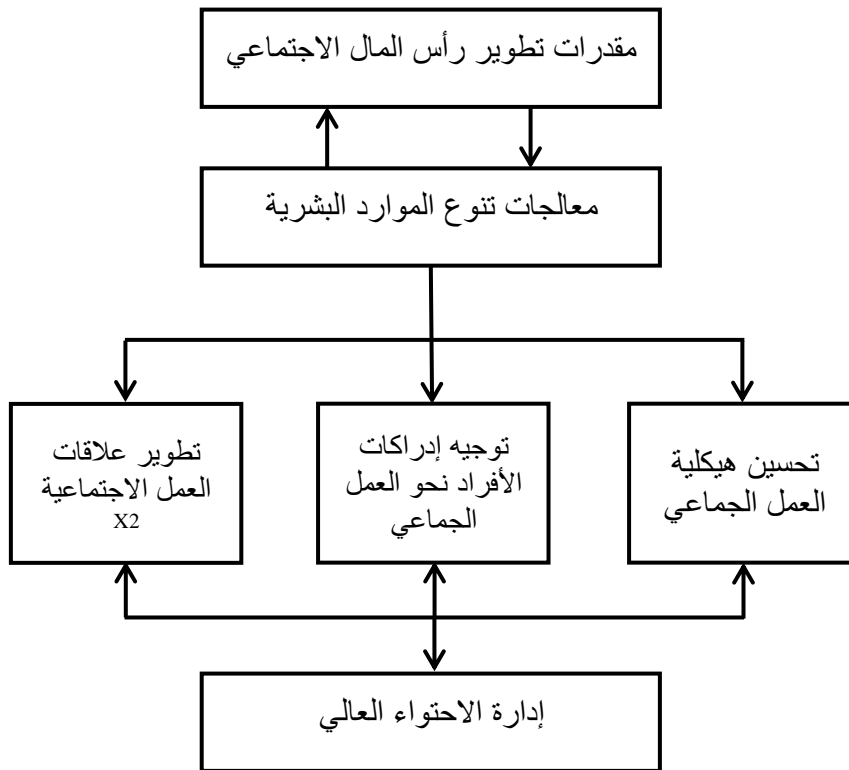 مقدرات تطوير رأس المال الاجتماعي
معالجات تنوع الموارد البشرية
تحسين هيكلية
العمل الجماعي
توجيه إدراكات
الأفراد نحو العمل
الجماعي
تطوير علاقات
العمل الاجتماعية
X2
إدارة الاحتواء العالي